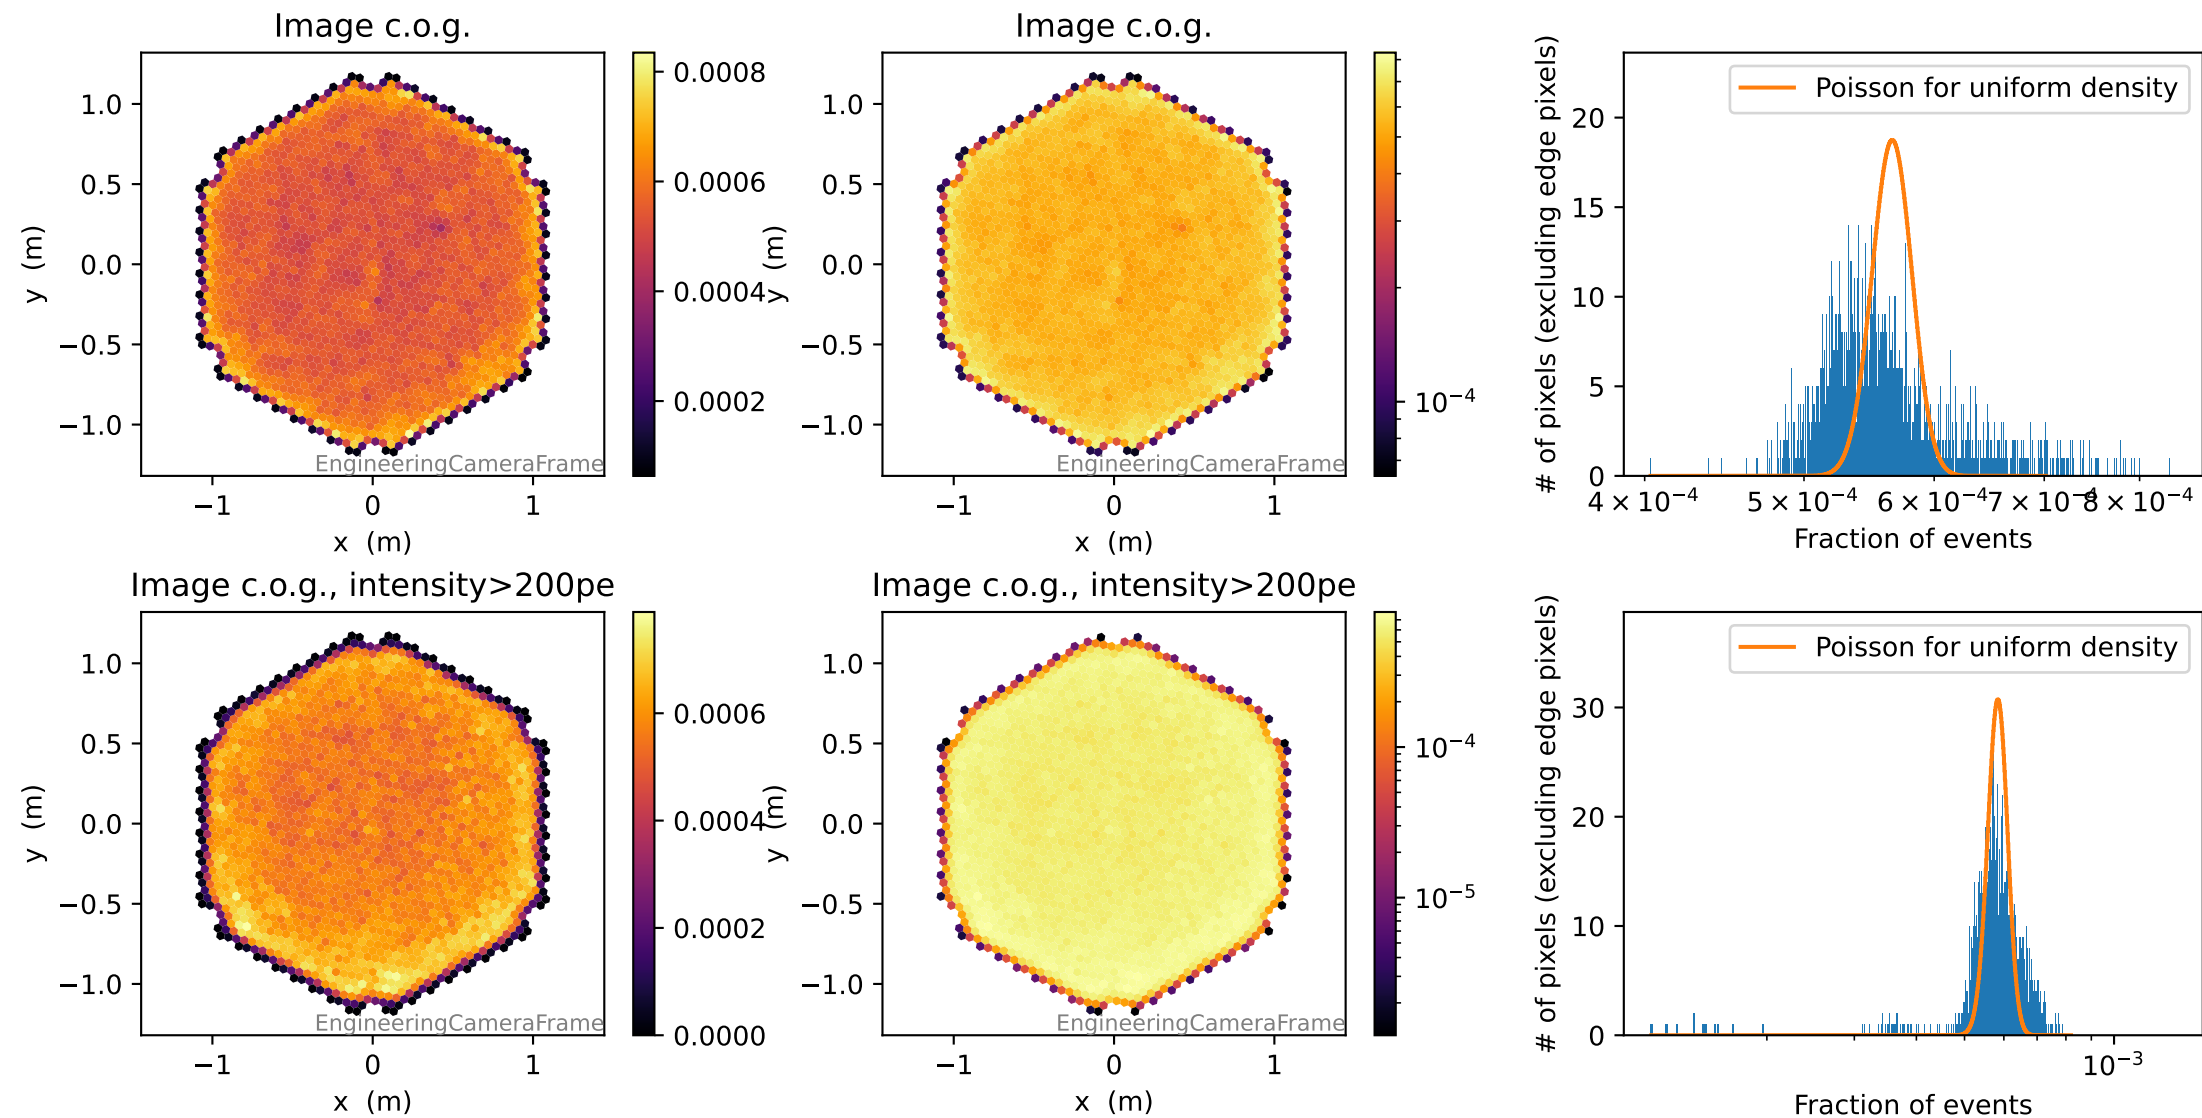 Image c.o.g.
1.0
0.5
0.0
−0.5
−1.0
y (m)
−1
0
1
x (m)
EngineeringCameraFrame
0.0008
0.0006
0.0004
0.0002
Image c.o.g.
1.0
0.5
0.0
−0.5
−1.0
y (m)
−1
0
1
x (m)
EngineeringCameraFrame
10⁻⁴
# of pixels (excluding edge pixels)
20
15
10
5
0
Poisson for uniform density
4 × 10⁻⁴
5 × 10⁻⁴
6 × 10⁻⁴
7 × 10⁻⁴
8 × 10⁻⁴
Fraction of events
Image c.o.g., intensity>200pe
1.0
0.5
0.0
−0.5
−1.0
y (m)
−1
0
1
x (m)
EngineeringCameraFrame
0.0006
0.0004
0.0002
0.0000
Image c.o.g., intensity>200pe
1.0
0.5
0.0
−0.5
−1.0
y (m)
−1
0
1
x (m)
EngineeringCameraFrame
10⁻⁴
10⁻⁵
# of pixels (excluding edge pixels)
30
20
10
0
Poisson for uniform density
10⁻³
Fraction of events